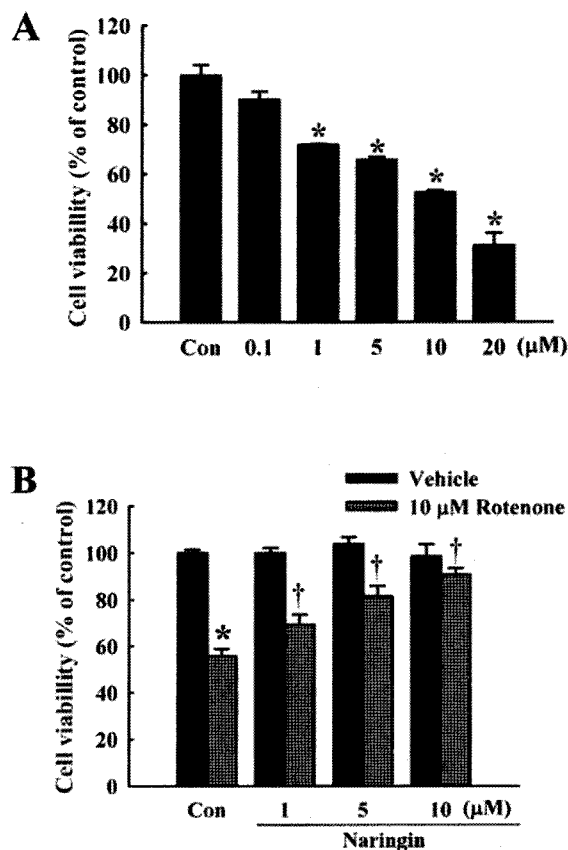 A
Cell viabillity (% of control)
120
100
80
60
40
20
0
*
*
*
*
Con 0.1 1 5 10 20 (μM)
B
Vehicle
10 μM Rotenone
Cell viabillity (% of control)
120
100
80
60
40
20
0
*
†
†
†
Con 1 5 10 (μM)
Naringin